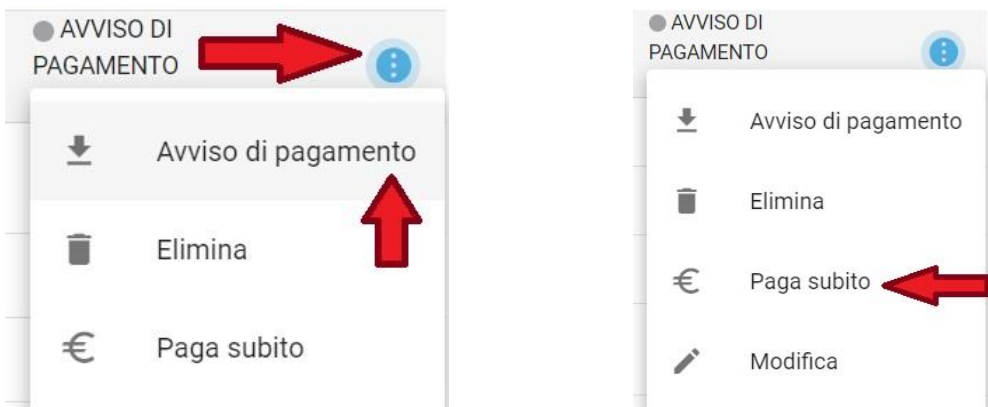 AVVISO DI
PAGAMENTO
Avviso di pagamento
Elimina
€ Paga subito
AVVISO DI
PAGAMENTO
Avviso di pagamento
Elimina
€ Paga subito
Modifica